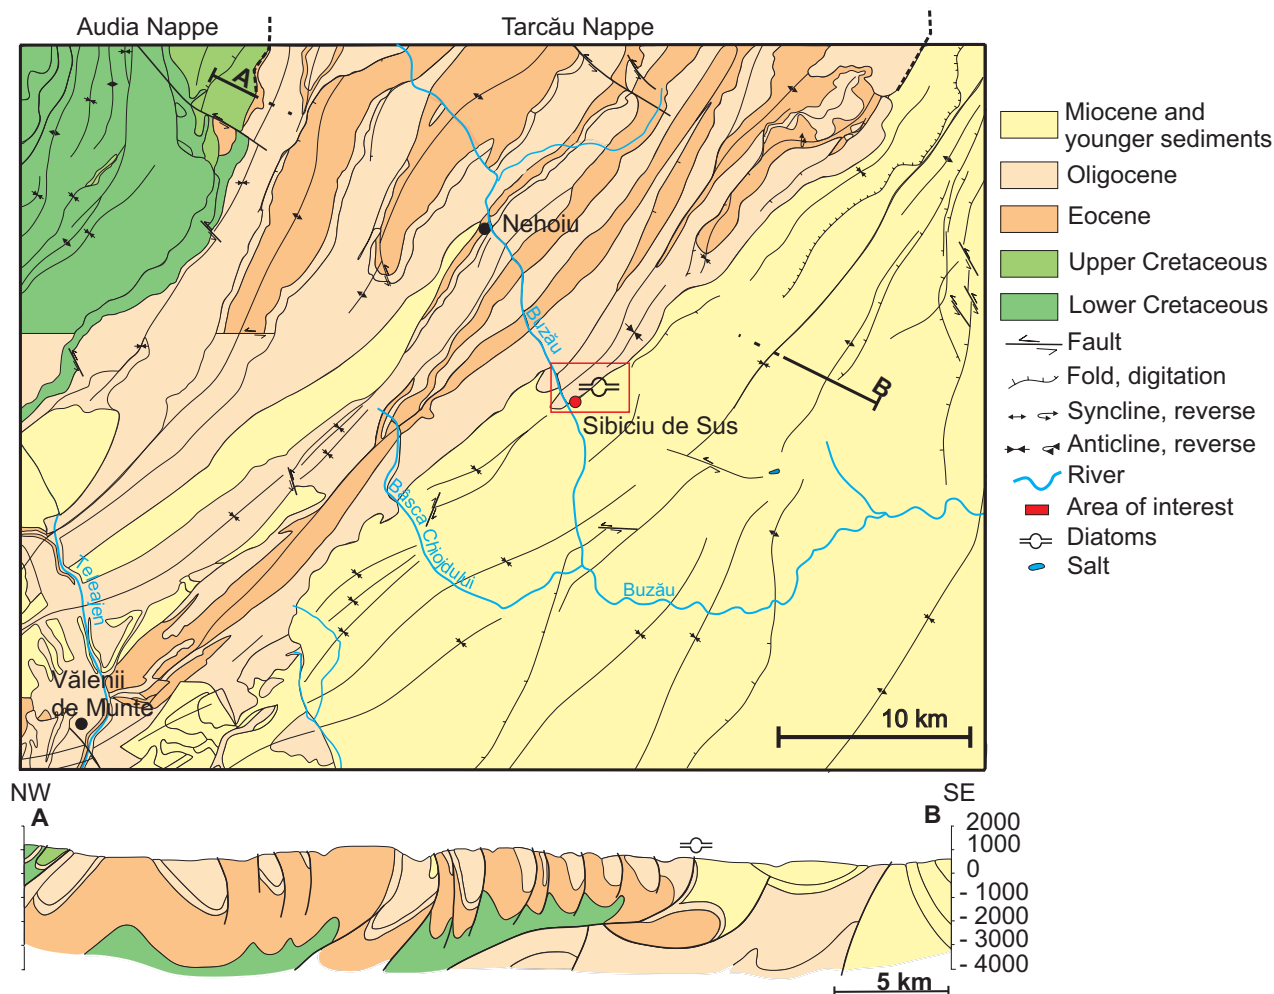 Audia Nappe
Tarcău Nappe
A
Nehoiu
Buzău
B
Sibiciu de Sus
Bâsca Chiojdului
Buzău
Teleajen
Vălenii
de Munte
10 km
Miocene and
younger sediments
Oligocene
Eocene
Upper Cretaceous
Lower Cretaceous
Fault
Fold, digitation
Syncline, reverse
Anticline, reverse
River
Area of interest
Diatoms
Salt
NW
SE
A
B
2000
1000
0
- 1000
- 2000
- 3000
- 4000
5 km